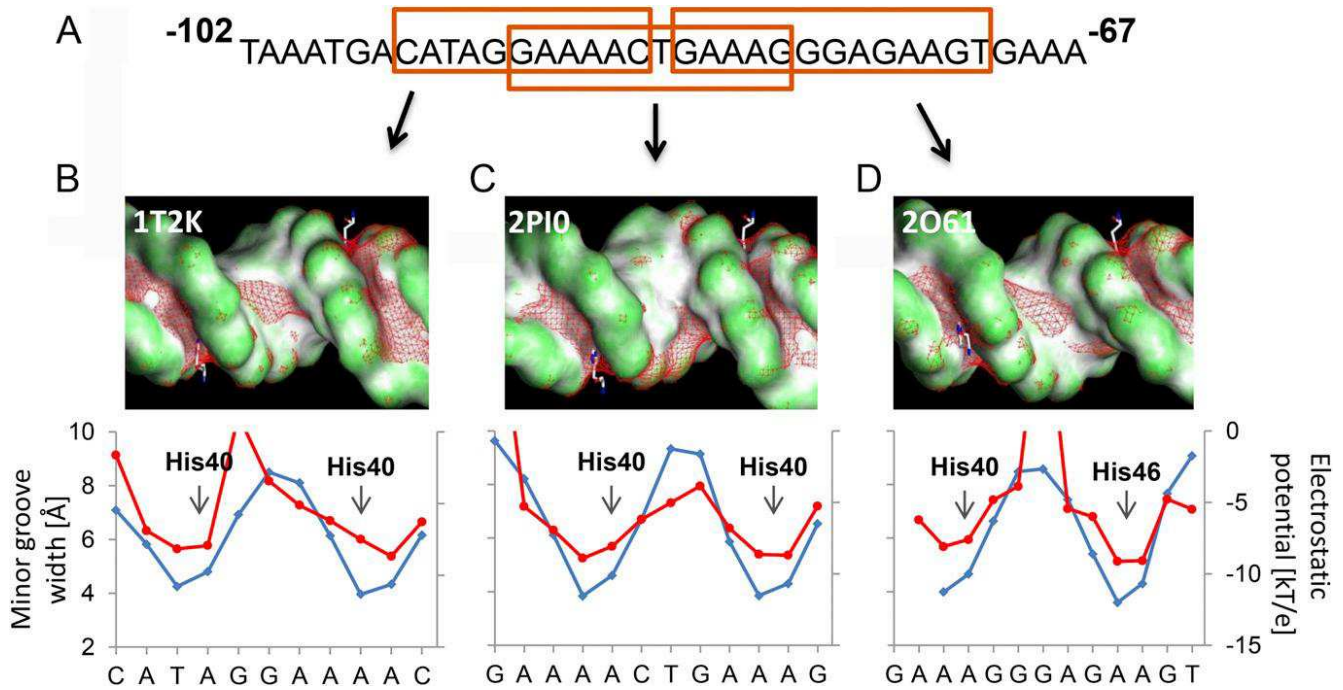 A
-102 TAAATGACATAGGAAAACTGAAAGGGAGAAGTGAAA -67
B C D
1T2K 2PI0 2O61
10 8 6 4 2
Minor groove width [Å]
His40 His40
His40 His40
His40 His46
0 -5 -10 -15
Electrostatic potential [kT/e]
C A T A G G A A A A C
G A A A A C T G A A A G
G A A A G G G A G A A G T